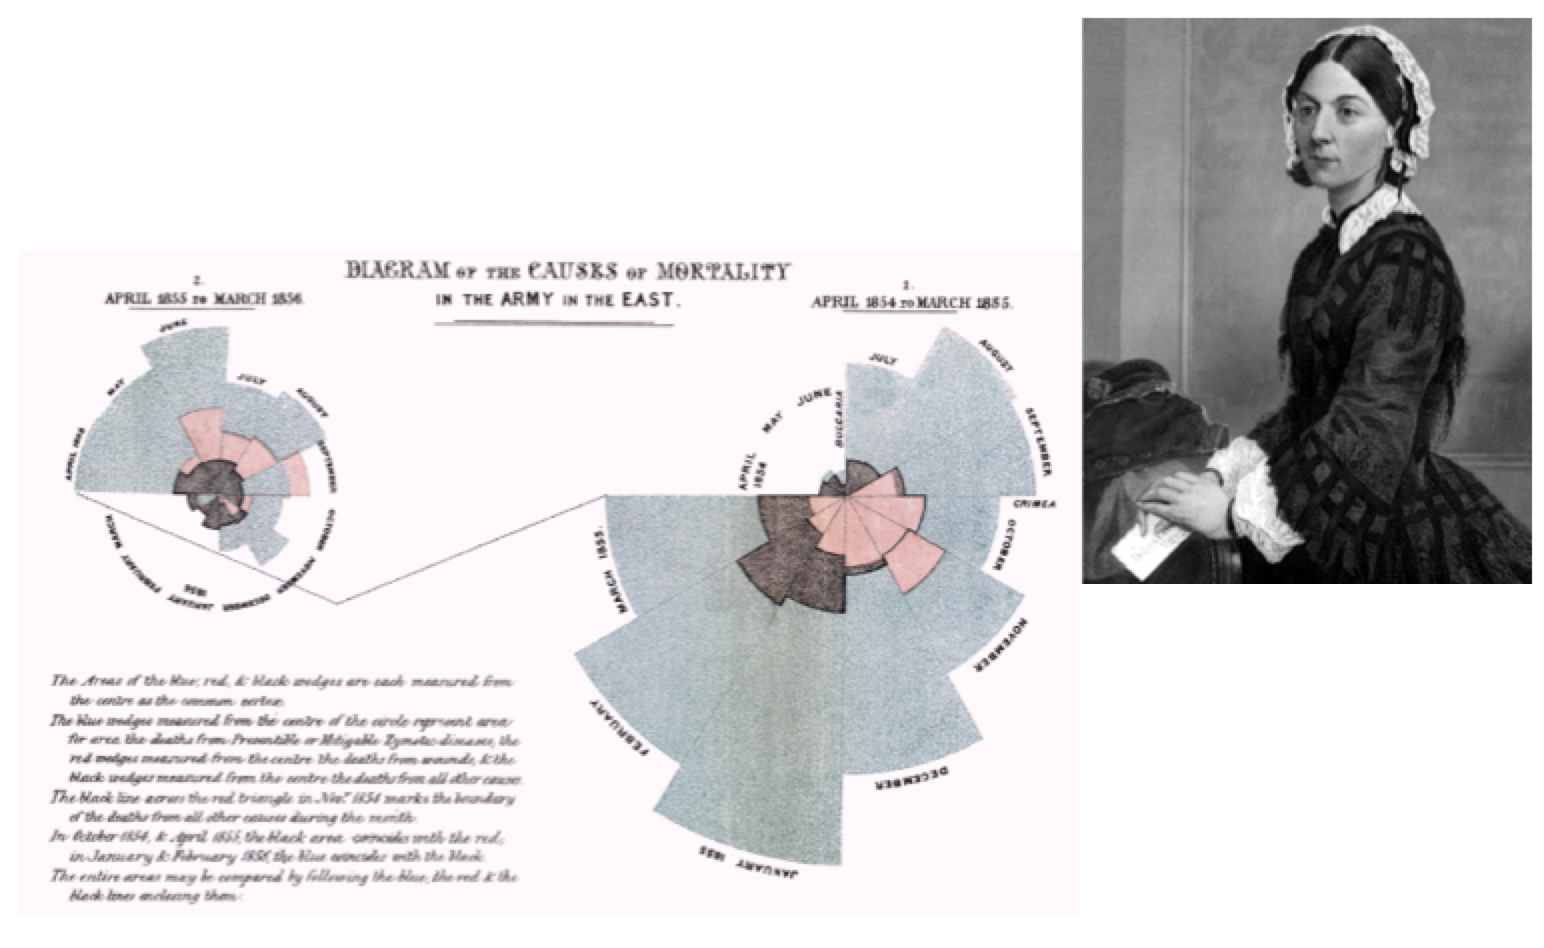 DIAGRAM OF THE CAUSES OF MORTALITY
IN THE ARMY IN THE EAST.
2.
APRIL 1855 TO MARCH 1856.
1.
APRIL 1854 TO MARCH 1855.
JUNE
MAY
JULY
AUGUST
APRIL 1855
SEPTEMBER
OCTOBER
NOVEMBER
DECEMBER
JANUARY 1856
FEBRUARY
MARCH
APRIL 1854
MAY
JUNE
BULGARIA
JULY
AUGUST
SEPTEMBER
CRIMEA
OCTOBER
NOVEMBER
DECEMBER
JANUARY 1855
FEBRUARY
MARCH 1855.
The Areas of the blue, red, & black wedges are each measured from
the centre as the common vertex.
The blue wedges measured from the centre of the circle represent area
for area the deaths from Preventible or Mitigable Zymotic diseases, the
red wedges measured from the centre the deaths from wounds, & the
black wedges measured from the centre the deaths from all other causes.
The black line across the red triangle in Nov.r 1854 marks the boundary
of the deaths from all other causes during the month.
In October 1854, & April 1855, the black area coincides with the red,
in January & February 1856, the blue coincides with the black.
The entire areas may be compared by following the blue, the red & the
black lines enclosing them.